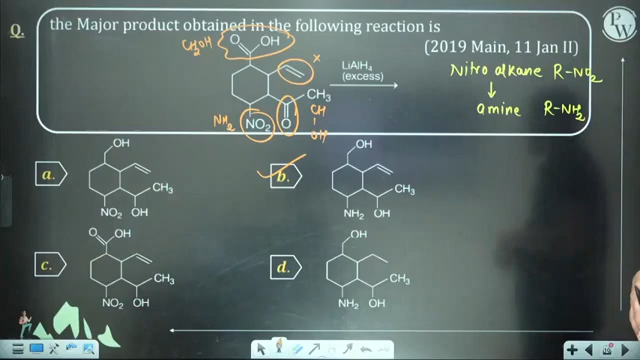 Q. the Major product obtained in the following reaction is
(2019 Main, 11 Jan II)
CH2OH
O OH
x
LiAlH4
(excess)
Nitro alkane R-NO2
↓
amine R-NH2
CH3
CH
OH
NH2
NO2
O
a.
OH
CH3
NO2 OH
b.
OH
CH3
NH2 OH
c.
O OH
CH3
NO2 OH
d.
OH
CH3
NH2 OH